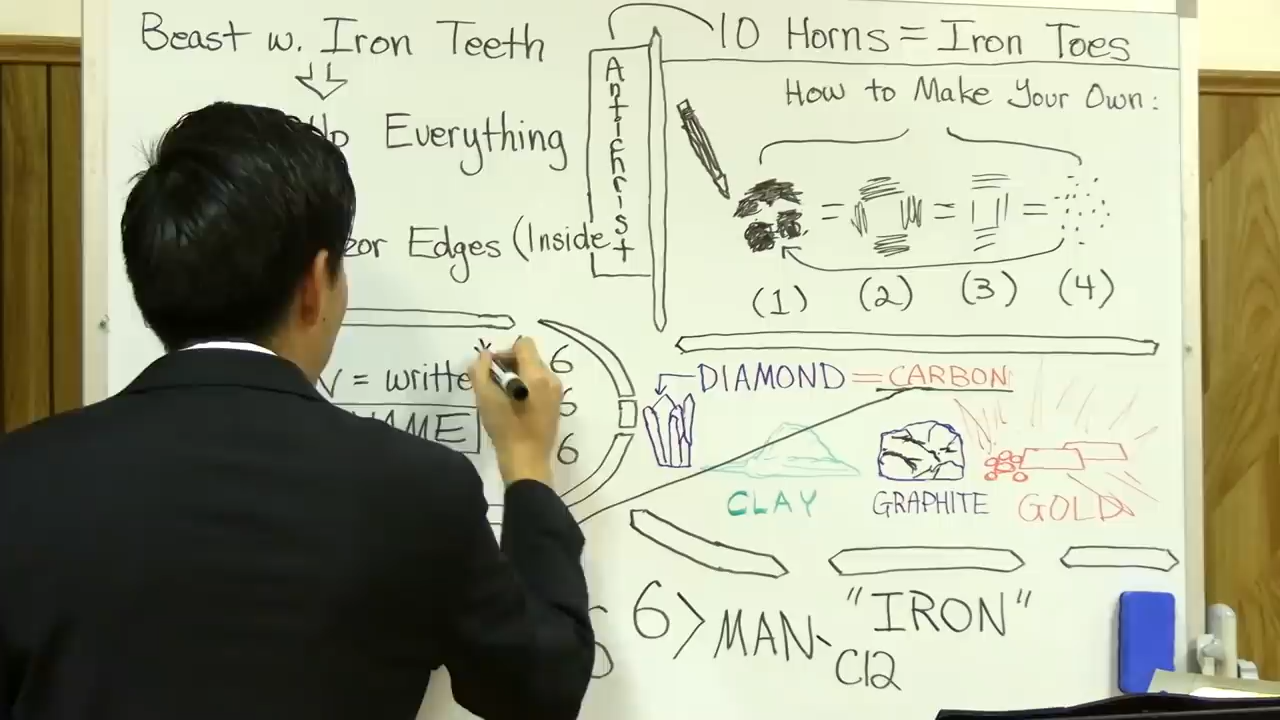 Beast w. Iron Teeth
Everything
Edges (Inside
Antichrist
10 Horns = Iron Toes
How to Make Your Own:
= = =
(1) (2) (3) (4)
= writte
6
6
6
DIAMOND = CARBON
CLAY GRAPHITE GOLD
6 > MAN- "IRON"
C12